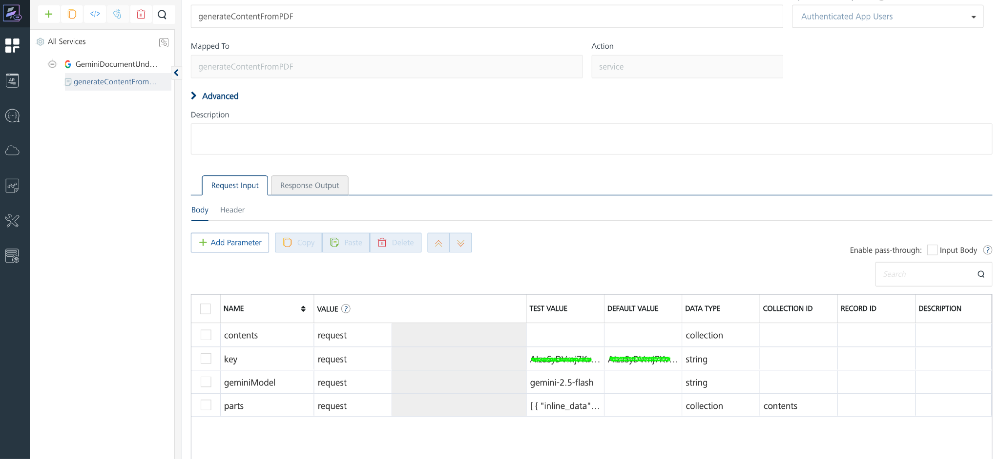 MX
All Services
GeminiDocumentUnd...
generateContentFrom...
API
generateContentFromPDF
Authenticated App Users
Mapped To
Action
generateContentFromPDF
service
Advanced
Description
Request Input
Response Output
Body
Header
Add Parameter
Copy
Paste
Delete
Enable pass-through:
Input Body
?
Search
NAME
VALUE ?
TEST VALUE
DEFAULT VALUE
DATA TYPE
COLLECTION ID
RECORD ID
DESCRIPTION
contents
request
collection
key
request
string
geminiModel
request
gemini-2.5-flash
string
parts
request
[ { "inline_data"...
collection
contents